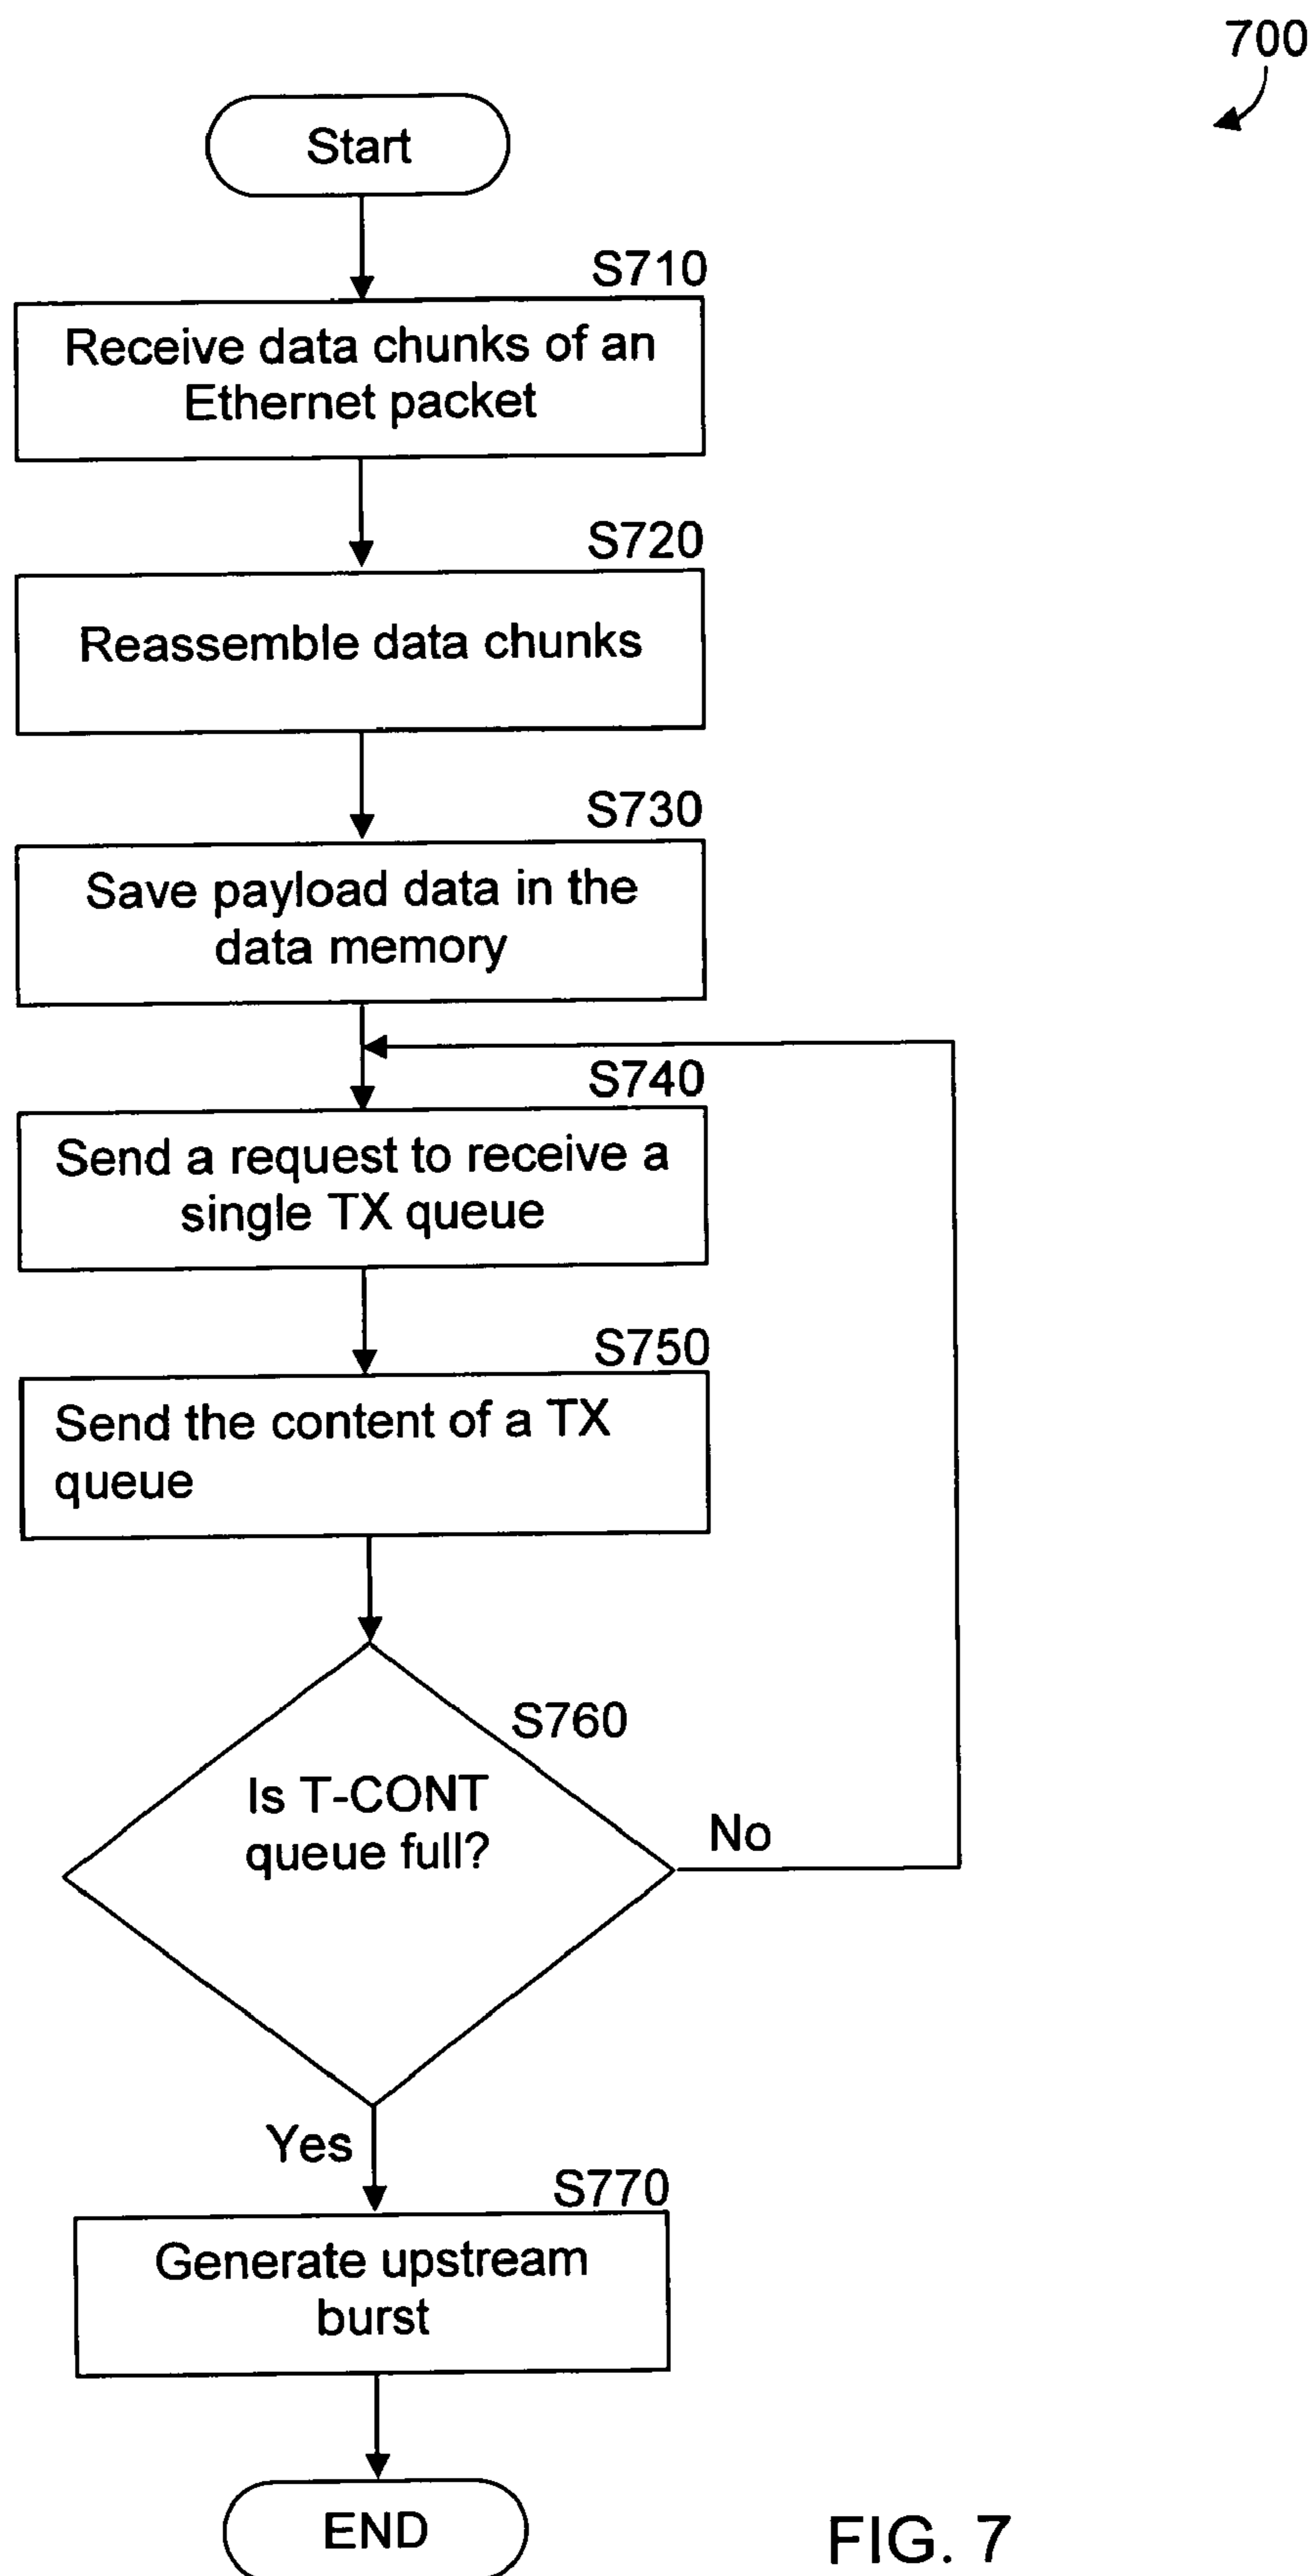 700
Start
S710
Receive data chunks of an
Ethernet packet
S720
Reassemble data chunks
S730
Save payload data in the
data memory
S740
Send a request to receive a
single TX queue
S750
Send the content of a TX
queue
S760
Is T-CONT
queue full?
No
Yes
S770
Generate upstream
burst
END
FIG. 7